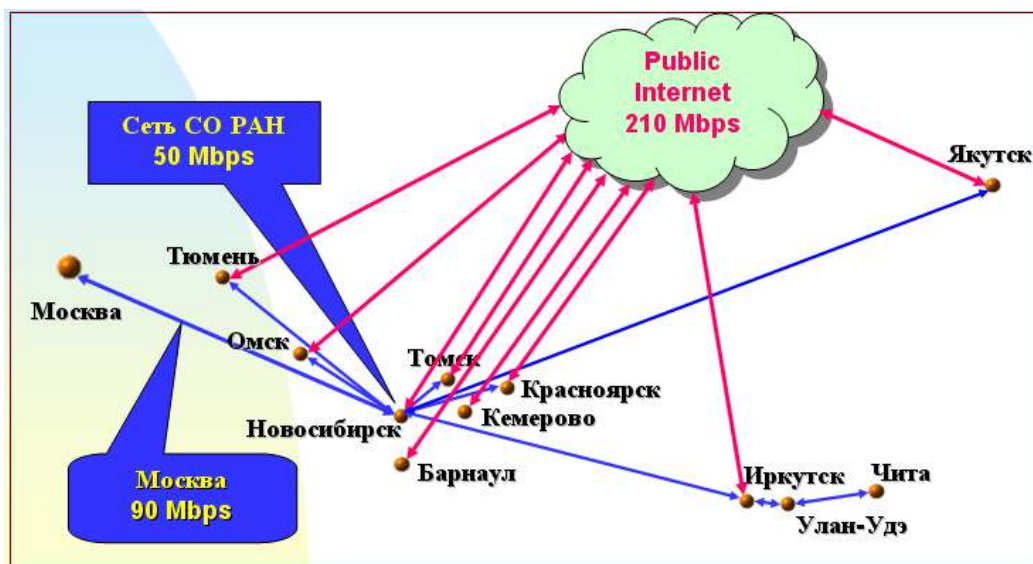 Public
Internet
210 Mbps
Сеть СО РАН
50 Mbps
Якутск
Тюмень
Москва
Омск
Томск
Красноярск
Новосибирск
Кемерово
Барнаул
Иркутск
Чита
Улан-Удэ
Москва
90 Mbps